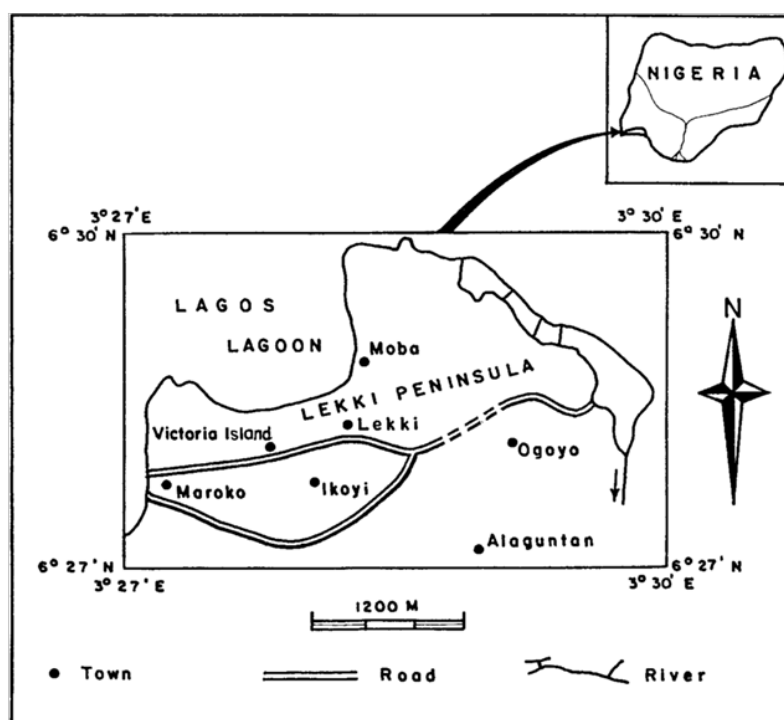 NIGERIA
3° 27' E
3° 30' E
6° 30' N
6° 30' N
LAGOS
LAGOON
N
Moba
LEKKI PENINSULA
Lekki
Victoria Island
Ogoyo
Maroko
Ikoyi
Alaguntan
6° 27' N
6° 27' N
3° 27' E
3° 30' E
1200 M
Town
Road
River